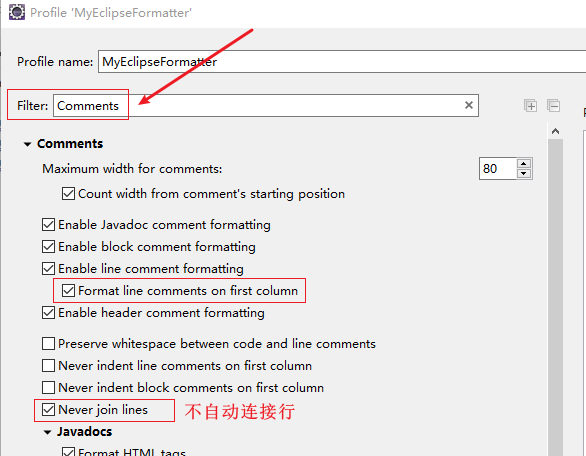 Profile 'MyEclipseFormatter'
Profile name: MyEclipseFormatter
Filter: Comments
Comments
Maximum width for comments: 80
Count width from comment's starting position
Enable Javadoc comment formatting
Enable block comment formatting
Enable line comment formatting
Format line comments on first column
Enable header comment formatting
Preserve whitespace between code and line comments
Never indent line comments on first column
Never indent block comments on first column
Never join lines 不自动连接行
Javadocs
Format HTML tags